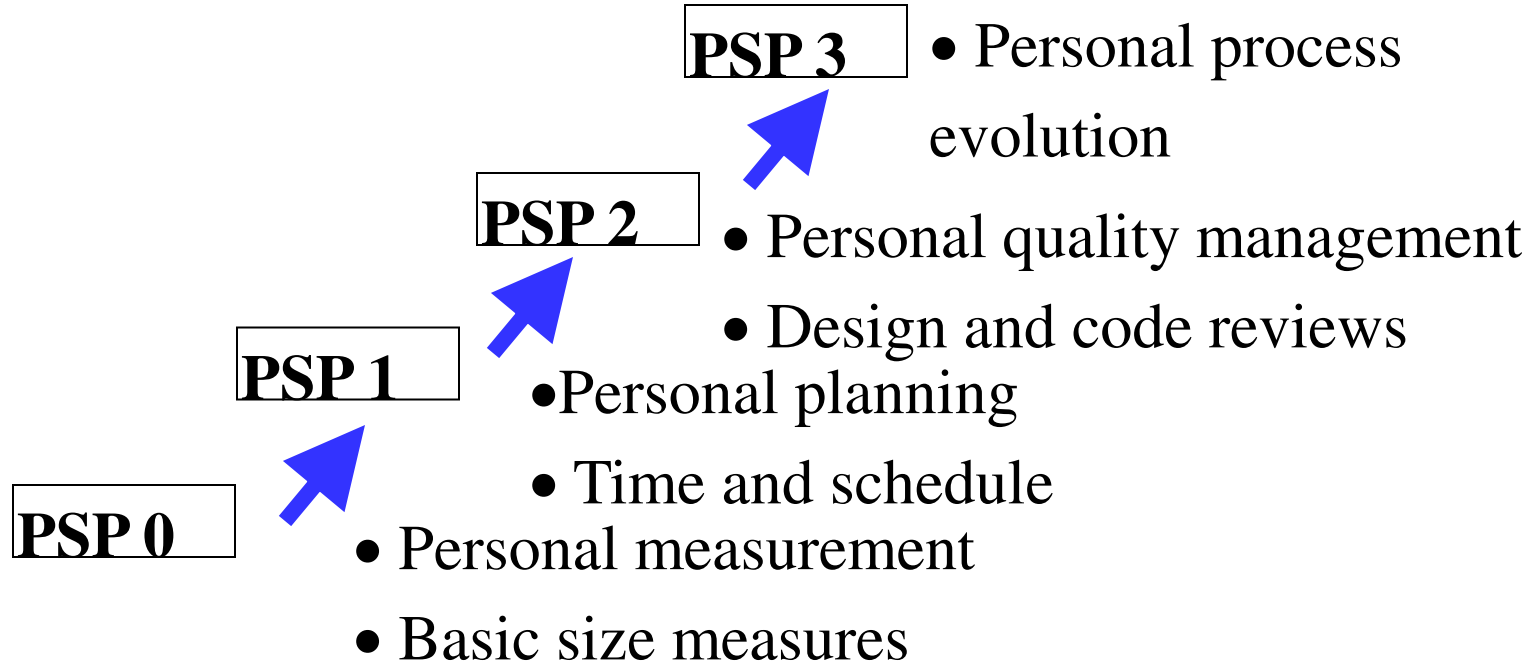 PSP 3
• Personal process
evolution
PSP 2
• Personal quality management
• Design and code reviews
PSP 1
•Personal planning
• Time and schedule
PSP 0
• Personal measurement
• Basic size measures